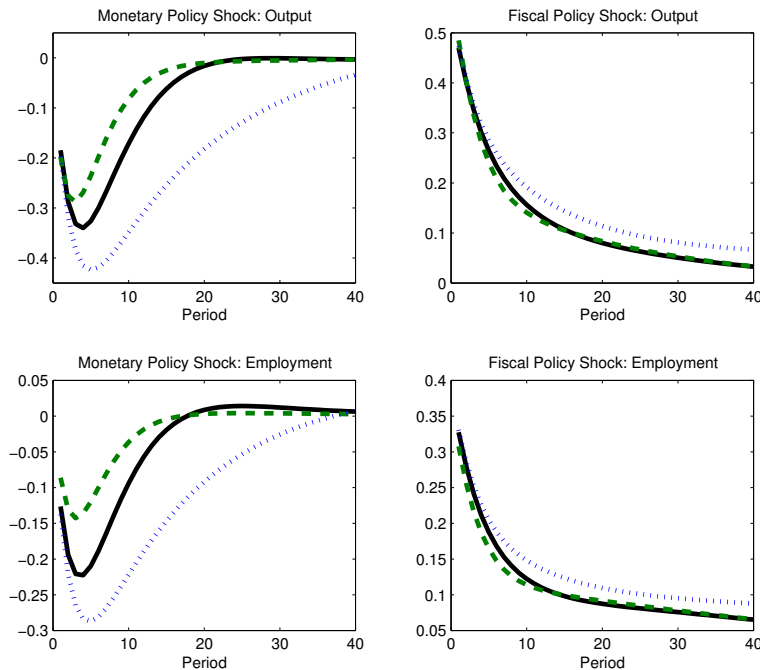 Monetary Policy Shock: Output
0
−0.1
−0.2
−0.3
−0.4
0 10 20 30 40
Period
Fiscal Policy Shock: Output
0.5
0.4
0.3
0.2
0.1
0
0 10 20 30 40
Period
Monetary Policy Shock: Employment
0.05
0
−0.05
−0.1
−0.15
−0.2
−0.25
−0.3
0 10 20 30 40
Period
Fiscal Policy Shock: Employment
0.4
0.35
0.3
0.25
0.2
0.15
0.1
0.05
0 10 20 30 40
Period